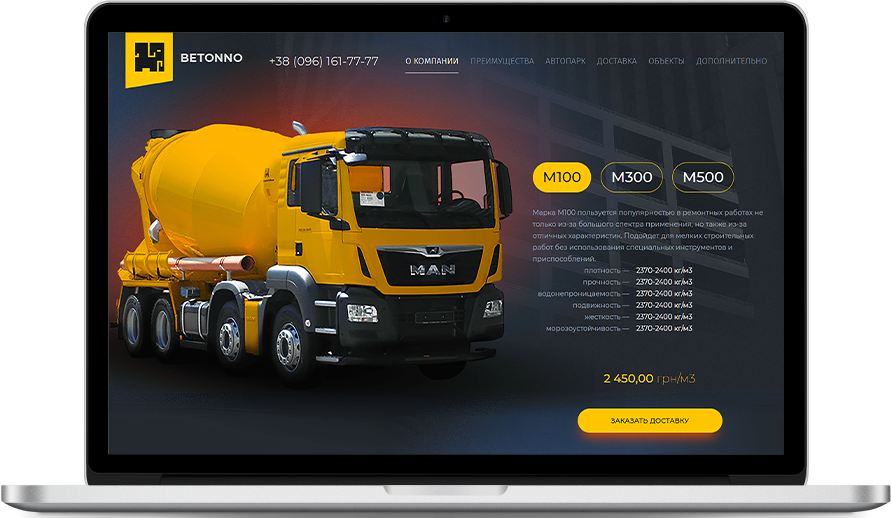 BETONNO
+38 (096) 161-77-77
О КОМПАНИИ
ПРЕИМУЩЕСТВА
АВТОПАРК
ДОСТАВКА
ОБЪЕКТЫ
ДОПОЛНИТЕЛЬНО
М100
М300
М500
Марка М100 пользуется популярностью в ремонтных работах не
только из-за большого спектра применения, но также из-за
отличных характеристик. Подойдет для мелких строительных
работ без использования специальных инструментов и
приспособлений.
плотность — 2370-2400 кг/м3
прочность — 2370-2400 кг/м3
водонепроницаемость — 2370-2400 кг/м3
подвижность — 2370-2400 кг/м3
жесткость — 2370-2400 кг/м3
морозоустойчивость — 2370-2400 кг/м3
MAN
2 450,00 грн/м3
ЗАКАЗАТЬ ДОСТАВКУ